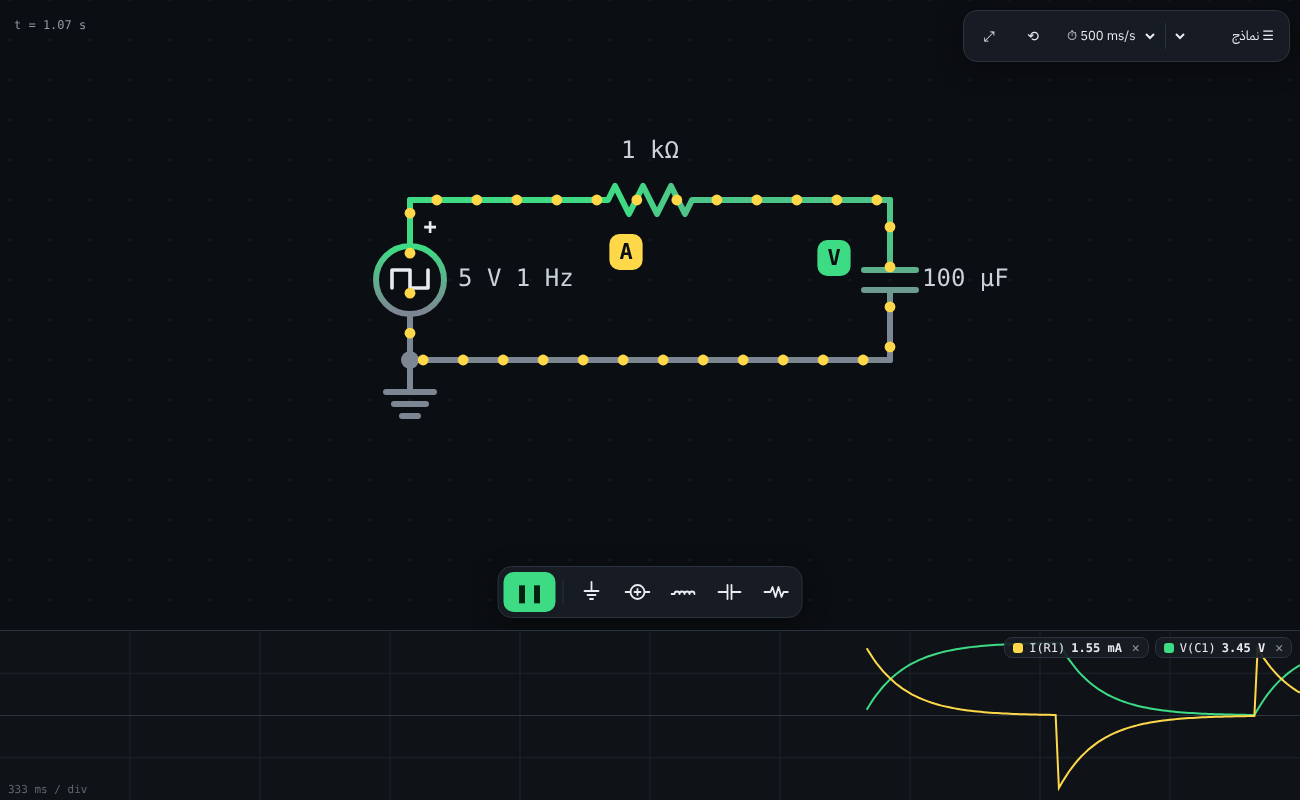 t = 1.07 s
500 ms/s
نماذج
1 kΩ
+
A
V
5 V 1 Hz
100 µF
I(R1) 1.55 mA ×
V(C1) 3.45 V ×
333 ms / div